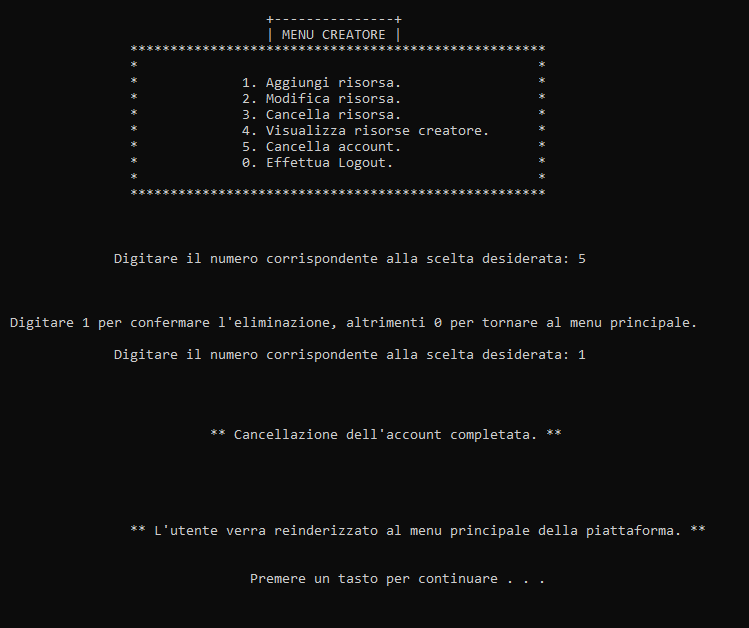 +---------------+
| MENU CREATORE |
****************************************************
* *
* 1. Aggiungi risorsa. *
* 2. Modifica risorsa. *
* 3. Cancella risorsa. *
* 4. Visualizza risorse creatore. *
* 5. Cancella account. *
* 0. Effettua Logout. *
* *
****************************************************
Digitare il numero corrispondente alla scelta desiderata: 5
Digitare 1 per confermare l'eliminazione, altrimenti 0 per tornare al menu principale.
Digitare il numero corrispondente alla scelta desiderata: 1
** Cancellazione dell'account completata. **
** L'utente verra reinderizzato al menu principale della piattaforma. **
Premere un tasto per continuare . . .